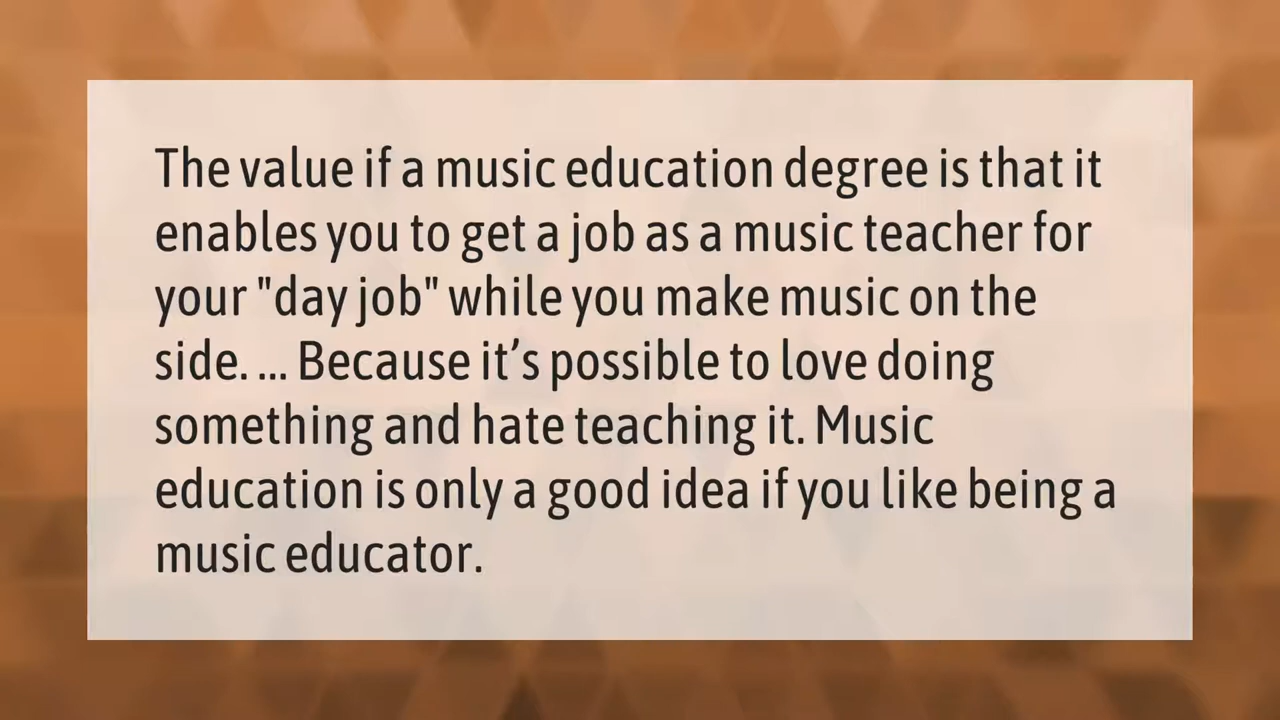 The value if a music education degree is that it
enables you to get a job as a music teacher for
your "day job" while you make music on the
side. ... Because it’s possible to love doing
something and hate teaching it. Music
education is only a good idea if you like being a
music educator.